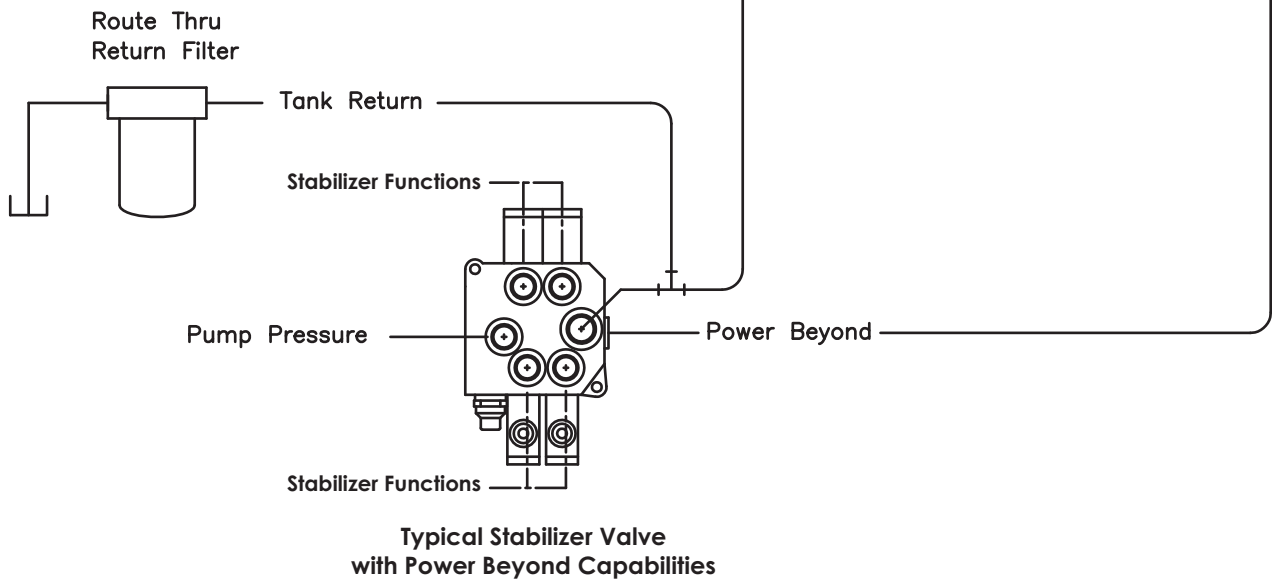 Route Thru
Return Filter
Tank Return
Stabilizer Functions
Pump Pressure
Power Beyond
Stabilizer Functions
Typical Stabilizer Valve
with Power Beyond Capabilities